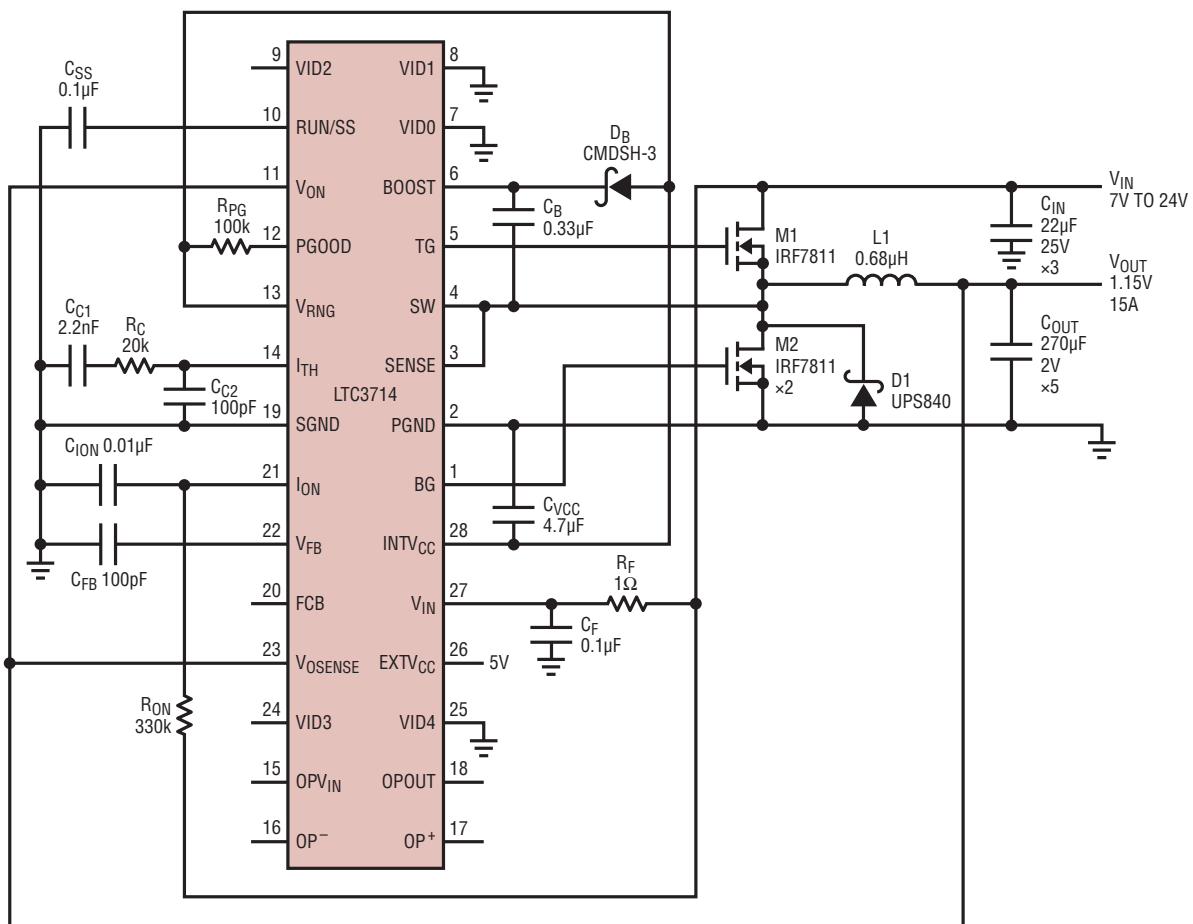 C_SS
0.1µF
9
VID2
VID1
8
10
RUN/SS
VID0
7
D_B
CMDSH-3
11
V_ON
BOOST
6
C_B
0.33µF
V_IN
7V TO 24V
C_IN
22µF
25V
×3
R_PG
100k
12
PGOOD
TG
5
M1
IRF7811
L1
0.68µH
V_OUT
1.15V
15A
13
V_RNG
SW
4
C_C1
2.2nF
R_C
20k
14
I_TH
SENSE
3
M2
IRF7811
×2
C_OUT
270µF
2V
×5
C_C2
100pF
LTC3714
D1
UPS840
19
SGND
PGND
2
C_ION 0.01µF
21
I_ON
BG
1
C_VCC
4.7µF
22
V_FB
INTV_CC
28
C_FB 100pF
R_F
1Ω
20
FCB
V_IN
27
C_F
0.1µF
23
V_OSENSE
EXTV_CC
26
5V
R_ON
330k
24
VID3
VID4
25
15
OPV_IN
OPOUT
18
16
OP⁻
OP⁺
17